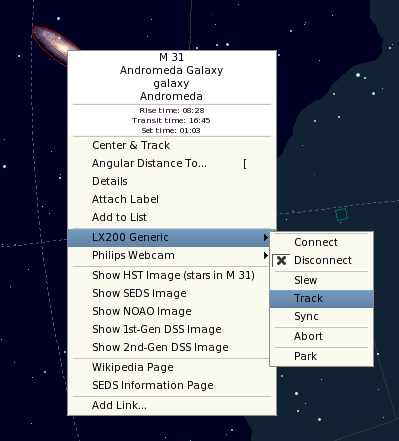 M 31
Andromeda Galaxy
galaxy
Andromeda
Rise time: 08:28
Transit time: 16:45
Set time: 01:03
Center & Track
Angular Distance To... [
Details
Attach Label
Add to List
LX200 Generic
Philips Webcam
Show HST Image (stars in M 31)
Show SEDS Image
Show NOAO Image
Show 1st-Gen DSS Image
Show 2nd-Gen DSS Image
Wikipedia Page
SEDS Information Page
Add Link...
Connect
Disconnect
Slew
Track
Sync
Abort
Park